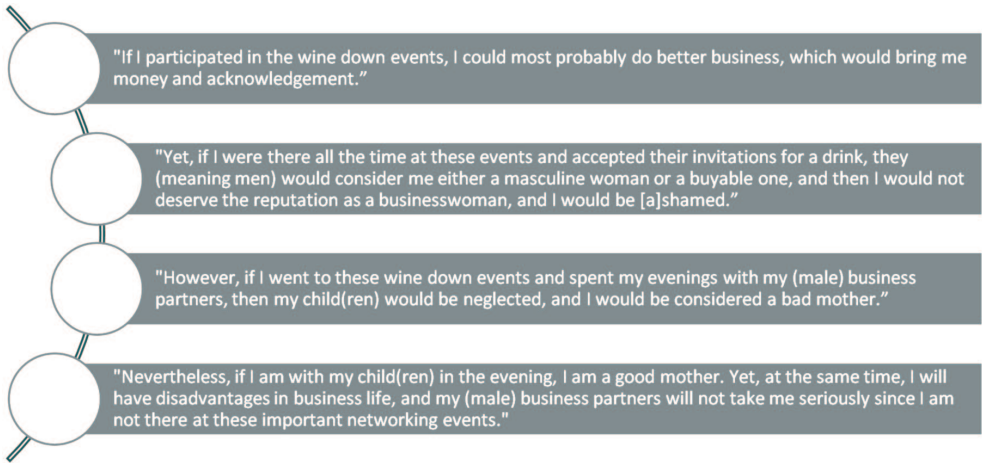 "If I participated in the wine down events, I could most probably do better business, which would bring me
money and acknowledgement.”
"Yet, if I were there all the time at these events and accepted their invitations for a drink, they
(meaning men) would consider me either a masculine woman or a buyable one, and then I would not
deserve the reputation as a businesswoman, and I would be [a]shamed.”
"However, if I went to these wine down events and spent my evenings with my (male) business
partners, then my child(ren) would be neglected, and I would be considered a bad mother.”
"Nevertheless, if I am with my child(ren) in the evening, I am a good mother. Yet, at the same time, I will
have disadvantages in business life, and my (male) business partners will not take me seriously since I am
not there at these important networking events."